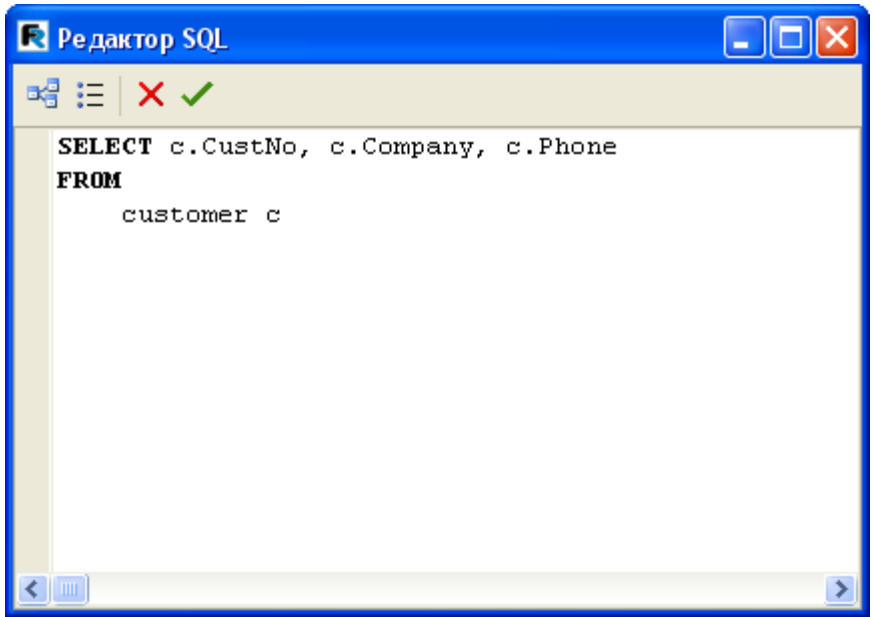 Редактор SQL
SELECT c.CustNo, c.Company, c.Phone
FROM
    customer c